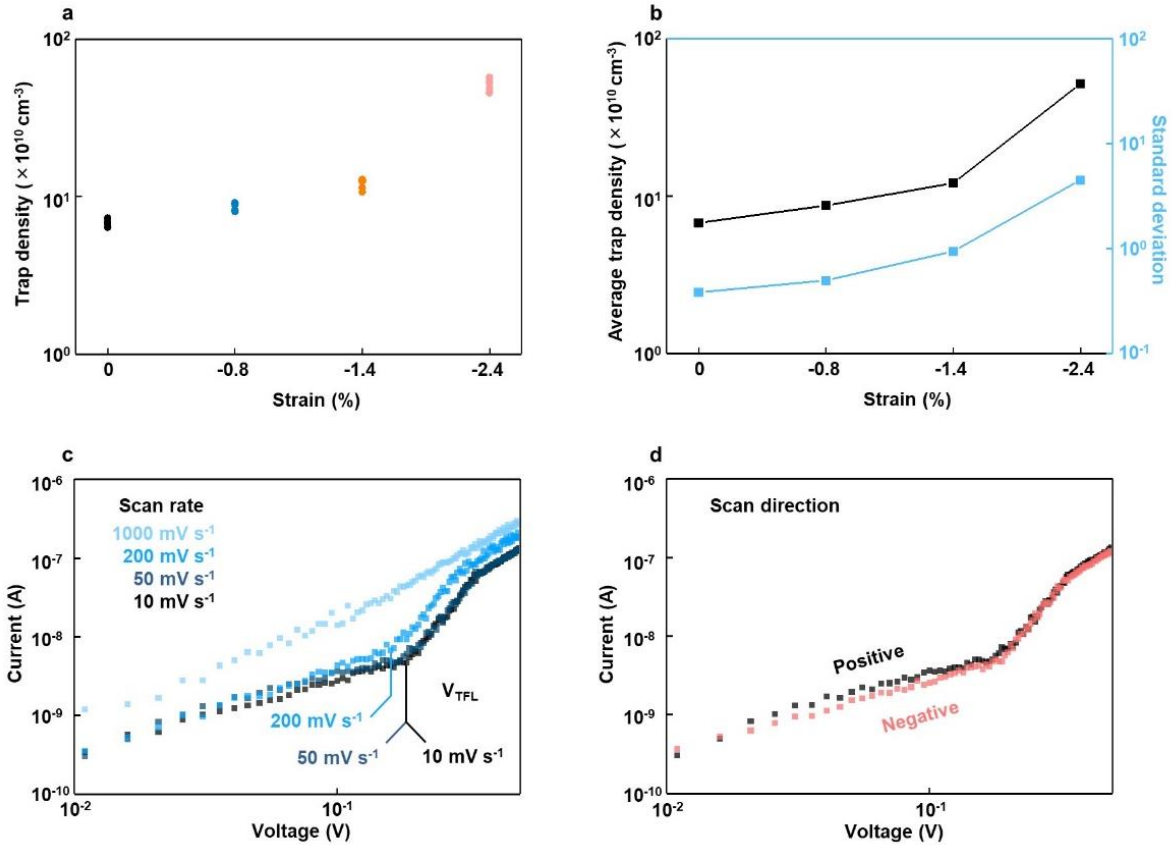 a
Trap density (×10¹⁰ cm⁻³)
10²
10¹
10⁰
0 -0.8 -1.4 -2.4
Strain (%)
b
Average trap density (×10¹⁰ cm⁻³)
10²
10¹
10⁰
10²
10¹
10⁰
10⁻¹
Standard deviation
0 -0.8 -1.4 -2.4
Strain (%)
c
Current (A)
10⁻⁶
10⁻⁷
10⁻⁸
10⁻⁹
10⁻¹⁰
Scan rate
1000 mV s⁻¹
200 mV s⁻¹
50 mV s⁻¹
10 mV s⁻¹
V_TFL
200 mV s⁻¹
50 mV s⁻¹
10 mV s⁻¹
10⁻² 10⁻¹
Voltage (V)
d
Current (A)
10⁻⁶
10⁻⁷
10⁻⁸
10⁻⁹
10⁻¹⁰
Scan direction
Positive
Negative
10⁻² 10⁻¹
Voltage (V)